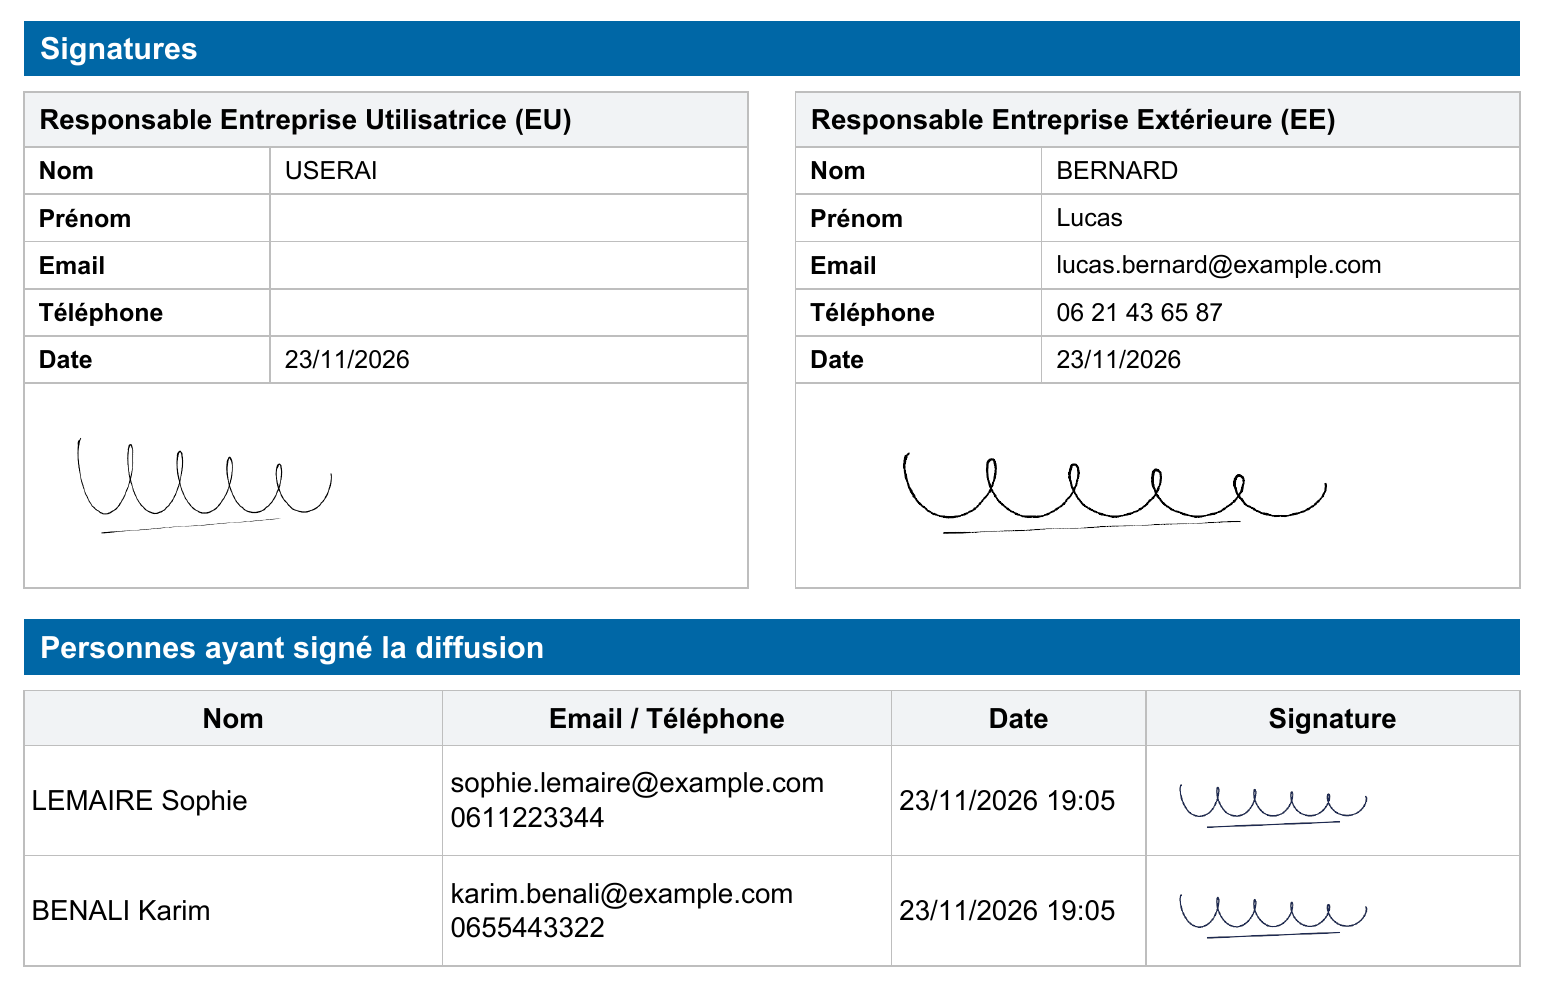 Signatures
Responsable Entreprise Utilisatrice (EU)
Nom USERAI
Prénom
Email
Téléphone
Date 23/11/2026
Responsable Entreprise Extérieure (EE)
Nom BERNARD
Prénom Lucas
Email lucas.bernard@example.com
Téléphone 06 21 43 65 87
Date 23/11/2026
Personnes ayant signé la diffusion
Nom Email / Téléphone Date Signature
LEMAIRE Sophie sophie.lemaire@example.com 23/11/2026 19:05
0611223344
BENALI Karim karim.benali@example.com 23/11/2026 19:05
0655443322